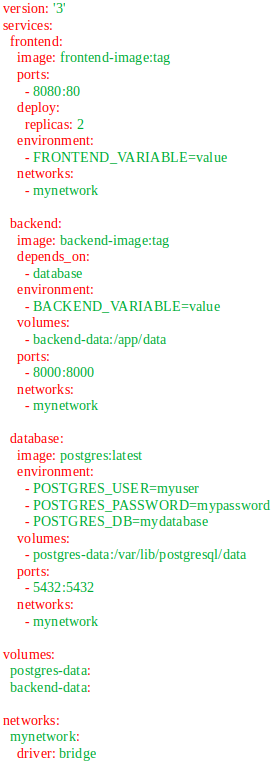 version: '3'
services:
  frontend:
    image: frontend-image:tag
    ports:
      - 8080:80
    deploy:
      replicas: 2
    environment:
      - FRONTEND_VARIABLE=value
    networks:
      - mynetwork

  backend:
    image: backend-image:tag
    depends_on:
      - database
    environment:
      - BACKEND_VARIABLE=value
    volumes:
      - backend-data:/app/data
    ports:
      - 8000:8000
    networks:
      - mynetwork

  database:
    image: postgres:latest
    environment:
      - POSTGRES_USER=myuser
      - POSTGRES_PASSWORD=mypassword
      - POSTGRES_DB=mydatabase
    volumes:
      - postgres-data:/var/lib/postgresql/data
    ports:
      - 5432:5432
    networks:
      - mynetwork

volumes:
  postgres-data:
  backend-data:

networks:
  mynetwork:
    driver: bridge